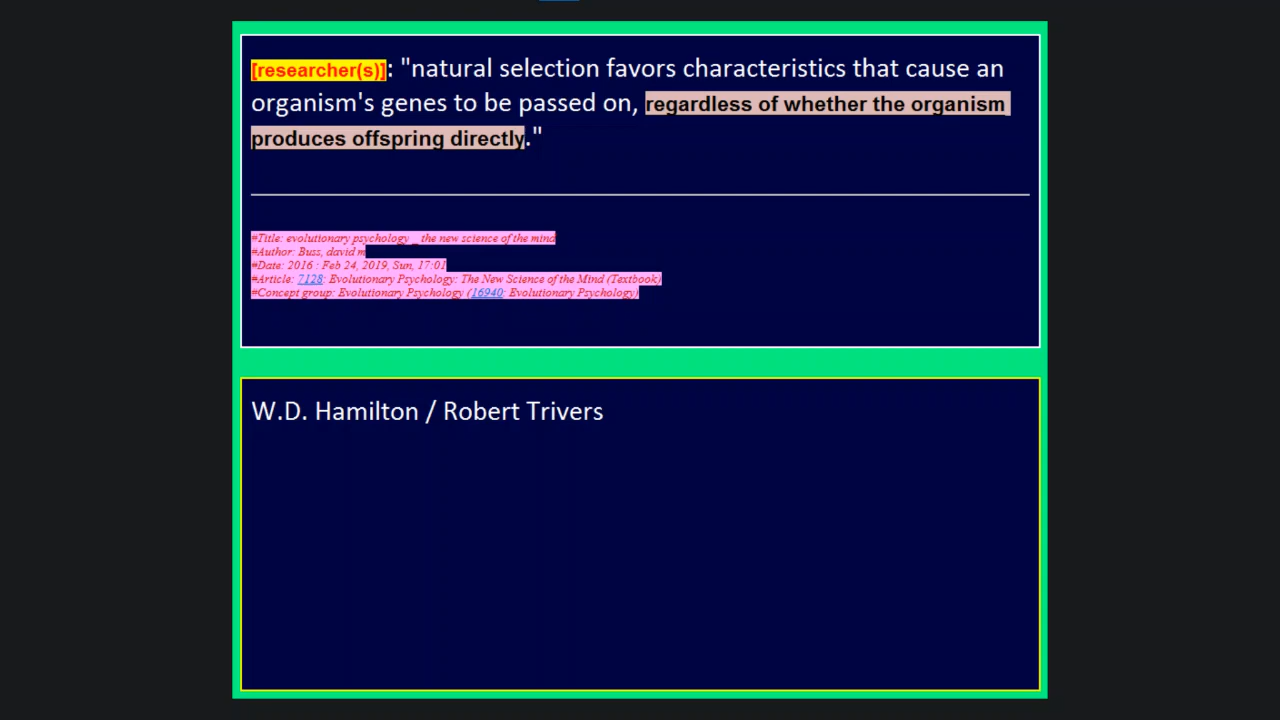 [researcher(s)]: "natural selection favors characteristics that cause an
organism's genes to be passed on, regardless of whether the organism
produces offspring directly."
#Title: evolutionary psychology _ the new science of the mind
#Author: Buss, david m
#Date: 2016 : Feb 24, 2019, Sun, 17:01
#Article: 7128: Evolutionary Psychology: The New Science of the Mind (Textbook)
#Concept group: Evolutionary Psychology (16940: Evolutionary Psychology)
W.D. Hamilton / Robert Trivers